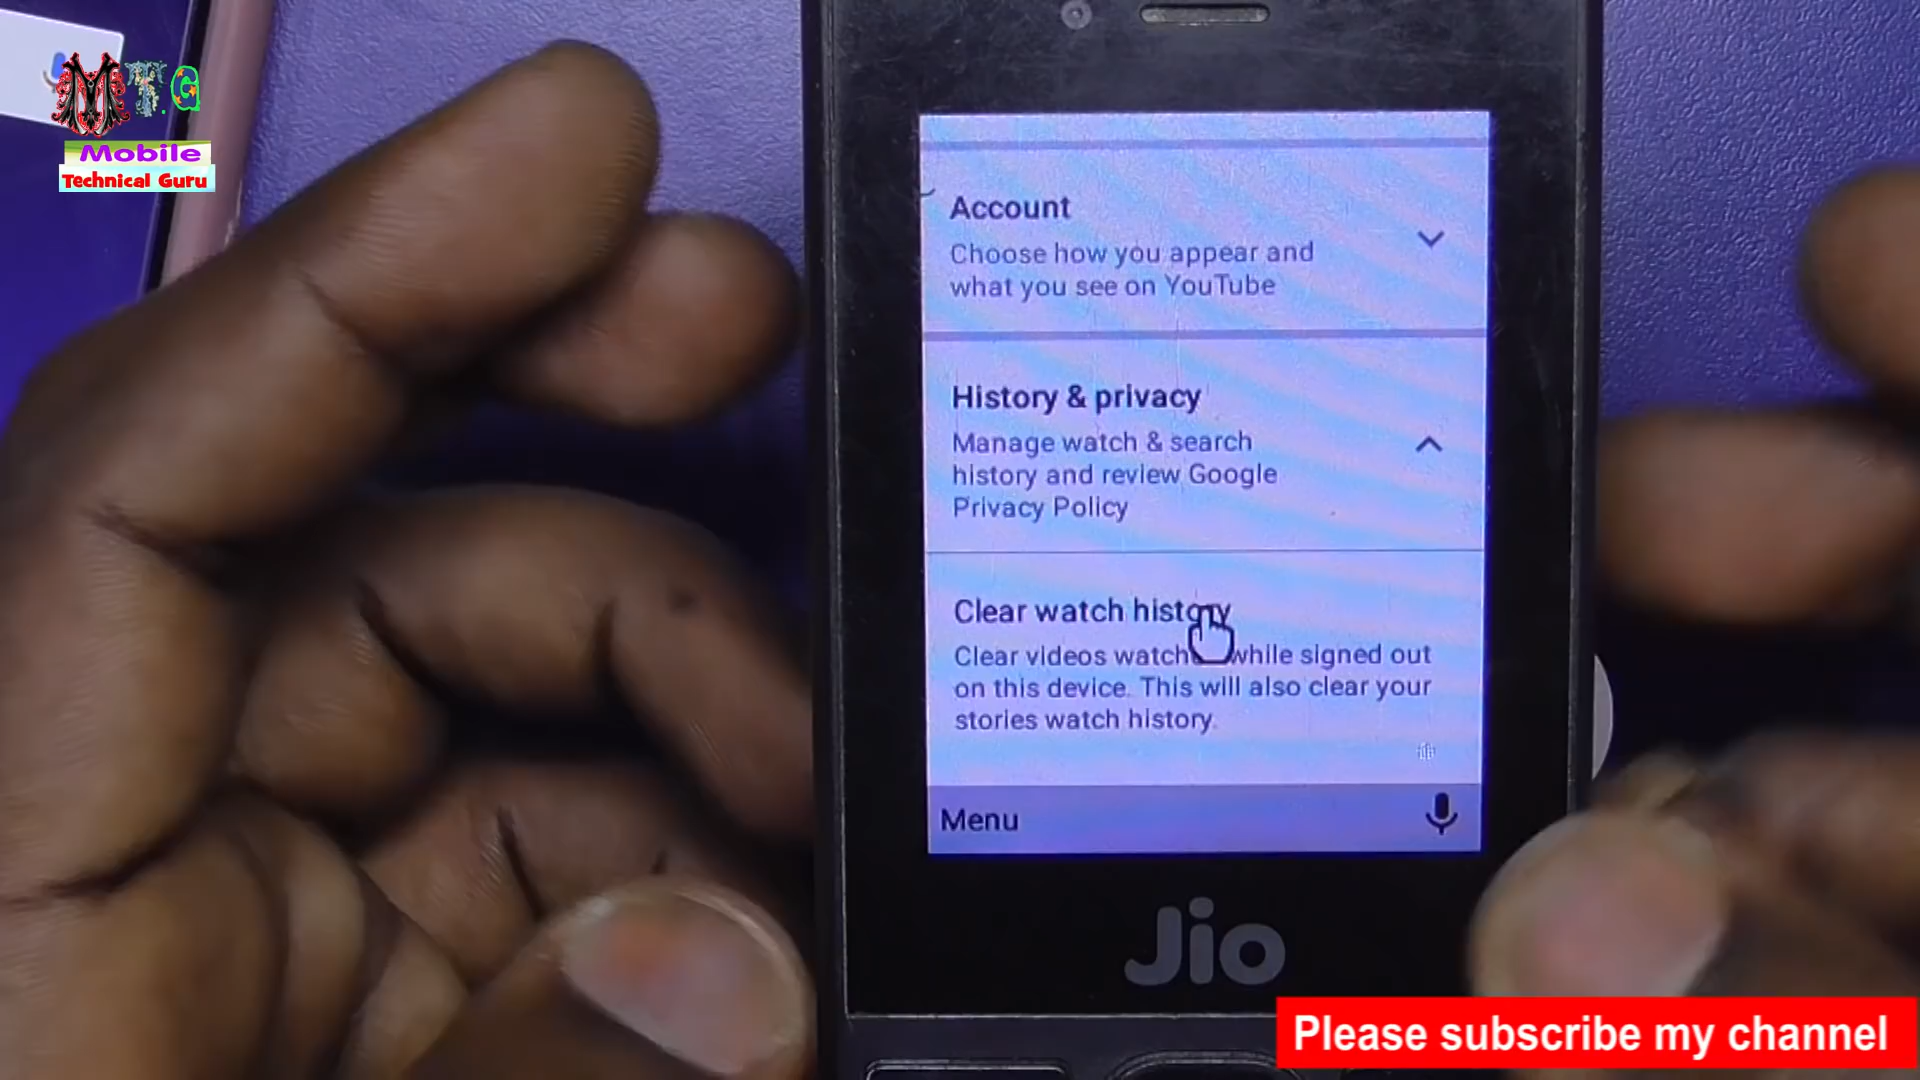 M T.G
Mobile
Technical Guru
Account
Choose how you appear and
what you see on YouTube
History & privacy
Manage watch & search
history and review Google
Privacy Policy
Clear watch history
Clear videos while signed out
on this device. This will also clear your
stories watch history.
Menu
Jio
Please subscribe my channel